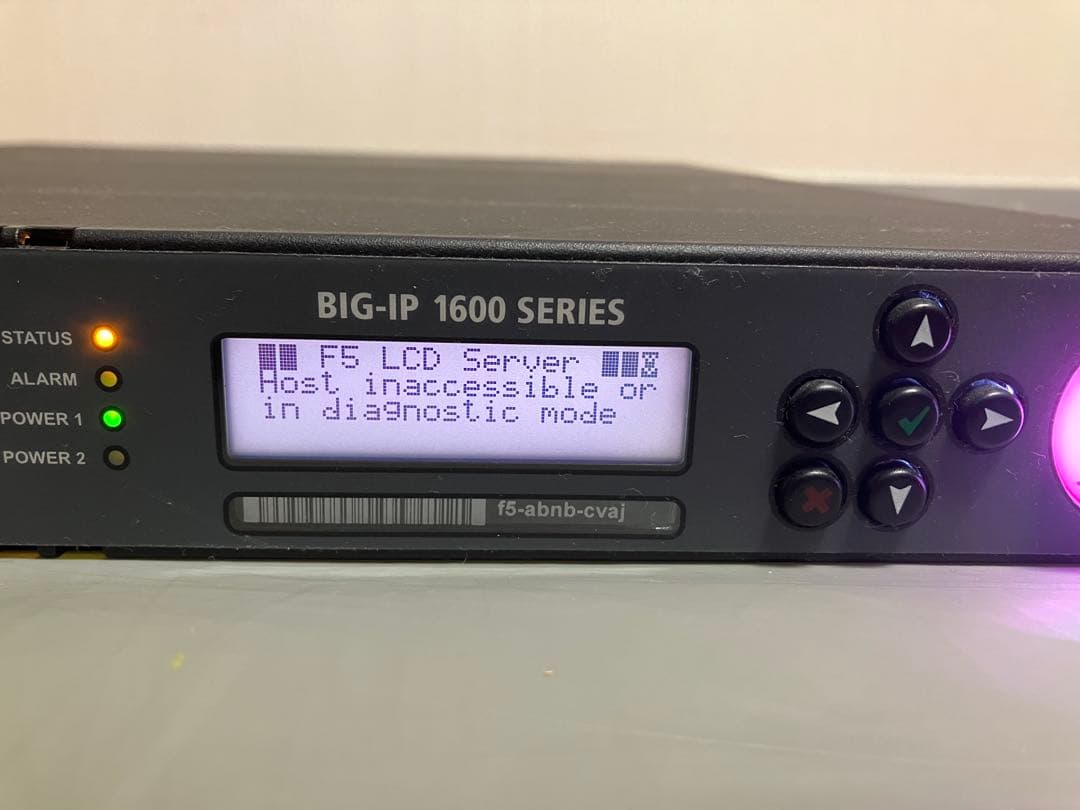 BIG-IP 1600 SERIES
STATUS
ALARM
POWER 1
POWER 2
F5 LCD Server
Host inaccessible or
in diagnostic mode
f5-abnb-cvaj